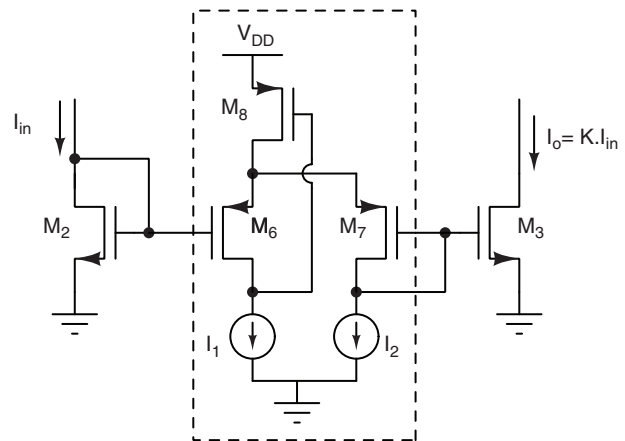 V_DD
M_8
I_in
I_o= K.I_in
M_2
M_6
M_7
M_3
I_1
I_2